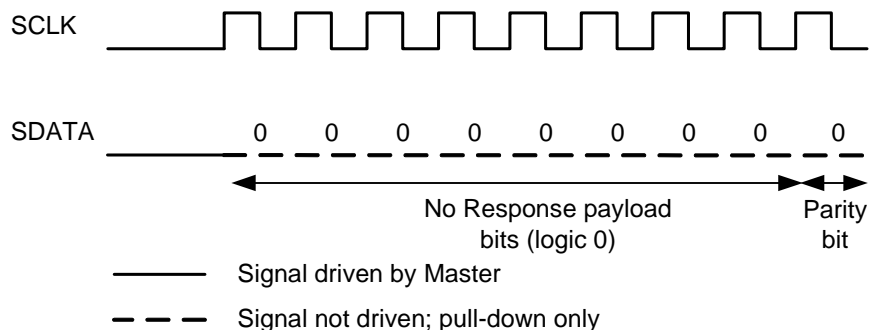 SCLK
SDATA
0 0 0 0 0 0 0 0 0
No Response payload
bits (logic 0)
Parity
bit
Signal driven by Master
Signal not driven; pull-down only